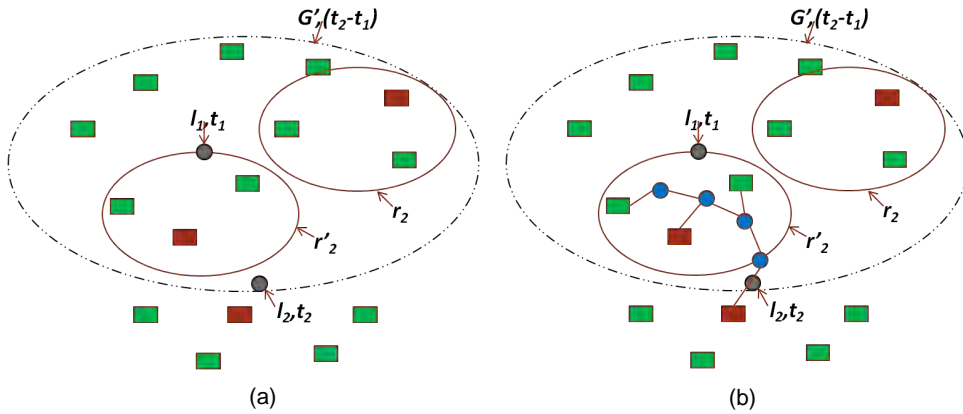 G',(t₂-t₁)
l₁,t₁
r₂
r'₂
l₂,t₂
(a)
G',(t₂-t₁)
l₁,t₁
r₂
r'₂
l₂,t₂
(b)